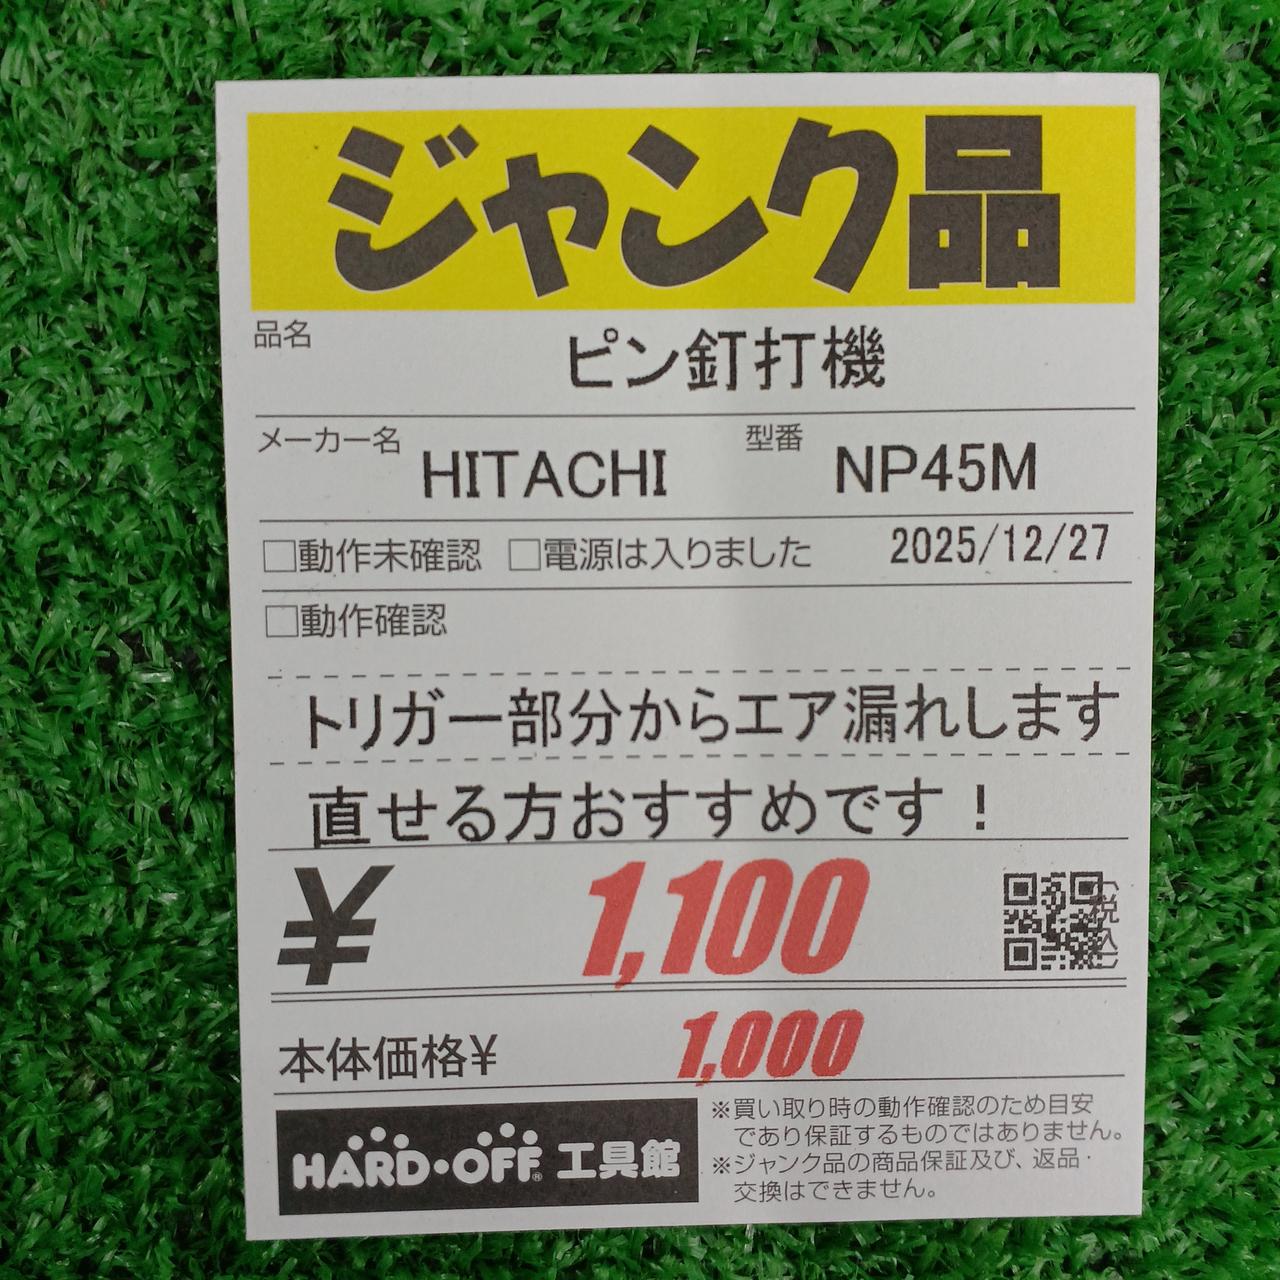 ジャンク品
品名 ピン釘打機
メーカー名 HITACHI 型番 NP45M
□動作未確認 □電源は入りました 2025/12/27
□動作確認
トリガー部分からエア漏れします
直せる方おすすめです！
¥ 1,100 (税込)
本体価格¥ 1,000
HARD・OFF® 工具館
※買い取り時の動作確認のため目安
であり保証するものではありません。
※ジャンク品の商品保証及び、返品・
交換はできません。